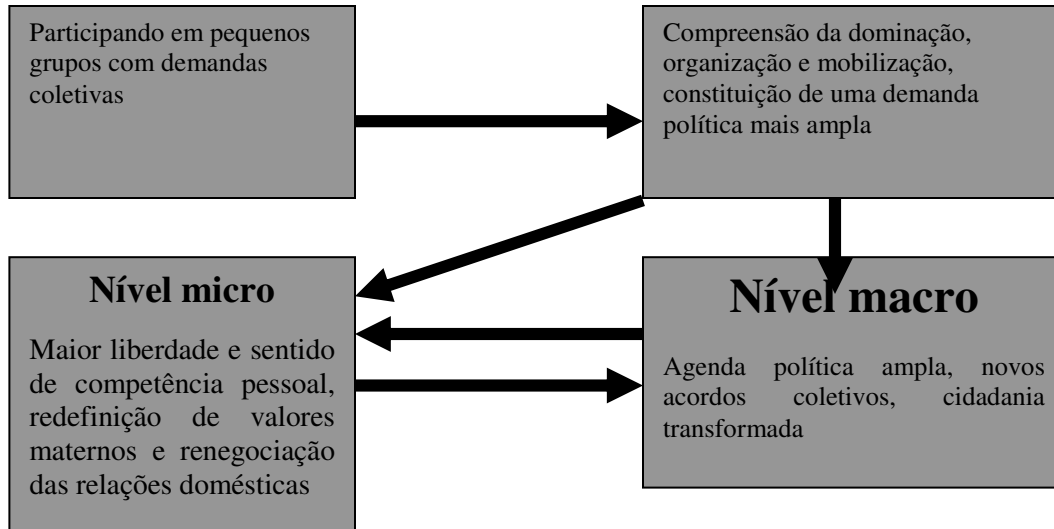 Participando em pequenos
grupos com demandas
coletivas
Compreensão da dominação,
organização e mobilização,
constituição de uma demanda
política mais ampla
Nível micro
Maior liberdade e sentido
de competência pessoal,
redefinição de valores
maternos e renegociação
das relações domésticas
Nível macro
Agenda política ampla, novos
acordos coletivos, cidadania
transformada